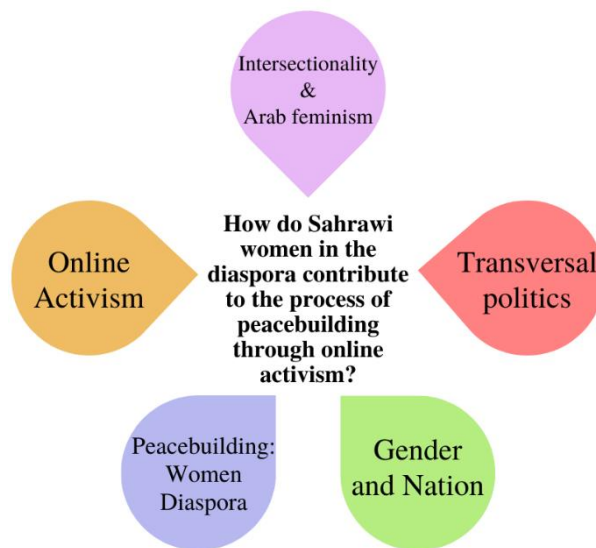 Intersectionality
&
Arab feminism
Online
Activism
How do Sahrawi
women in the
diaspora contribute
to the process of
peacebuilding
through online
activism?
Transversal
politics
Peacebuilding:
Women
Diaspora
Gender
and Nation